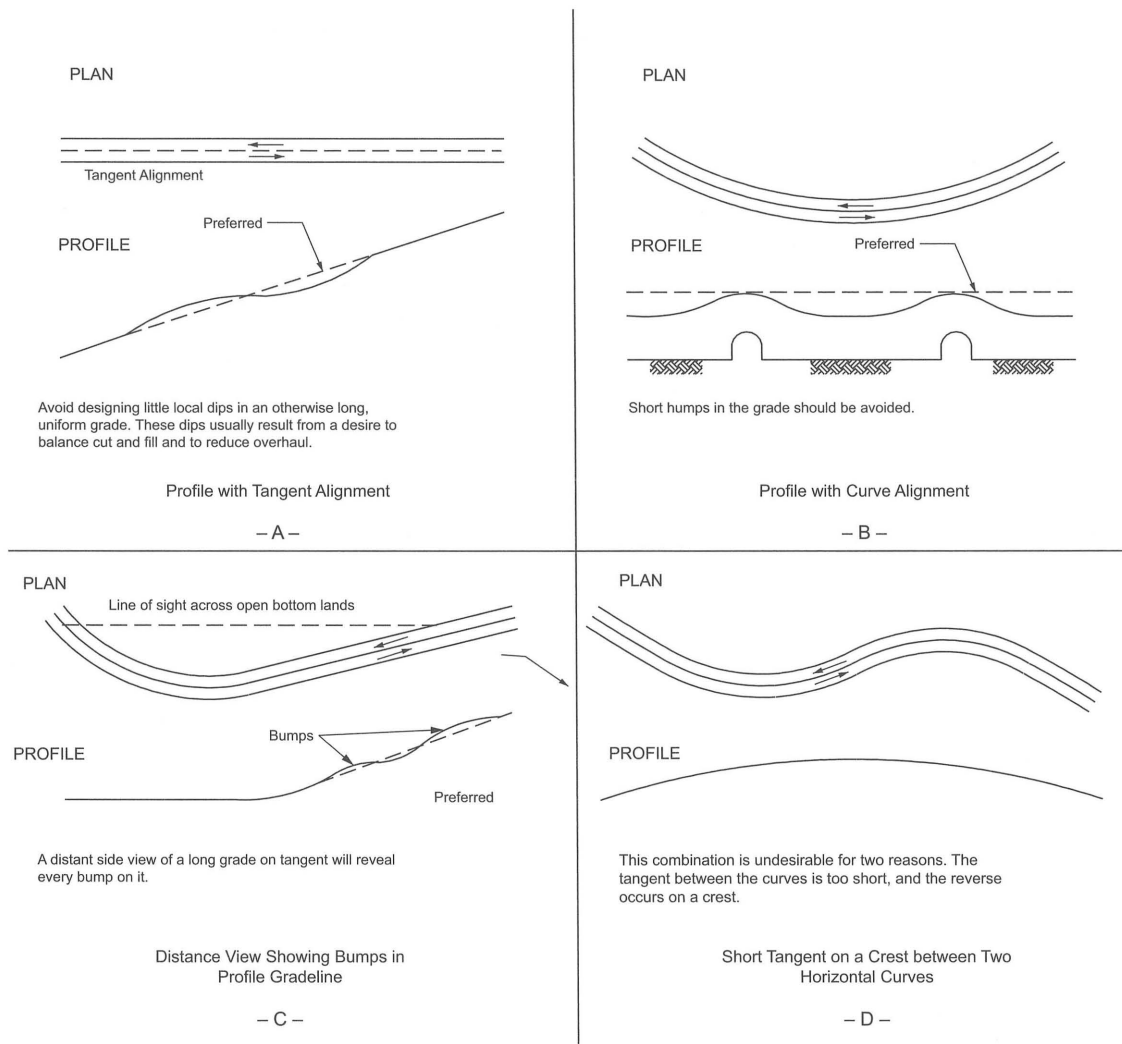 PLAN
Tangent Alignment
Preferred
PROFILE
Avoid designing little local dips in an otherwise long,
uniform grade. These dips usually result from a desire to
balance cut and fill and to reduce overhaul.
Profile with Tangent Alignment
– A –
PLAN
PROFILE
Preferred
Short humps in the grade should be avoided.
Profile with Curve Alignment
– B –
PLAN
Line of sight across open bottom lands
Bumps
PROFILE
Preferred
A distant side view of a long grade on tangent will reveal
every bump on it.
Distance View Showing Bumps in
Profile Gradeline
– C –
PLAN
PROFILE
This combination is undesirable for two reasons. The
tangent between the curves is too short, and the reverse
occurs on a crest.
Short Tangent on a Crest between Two
Horizontal Curves
– D –